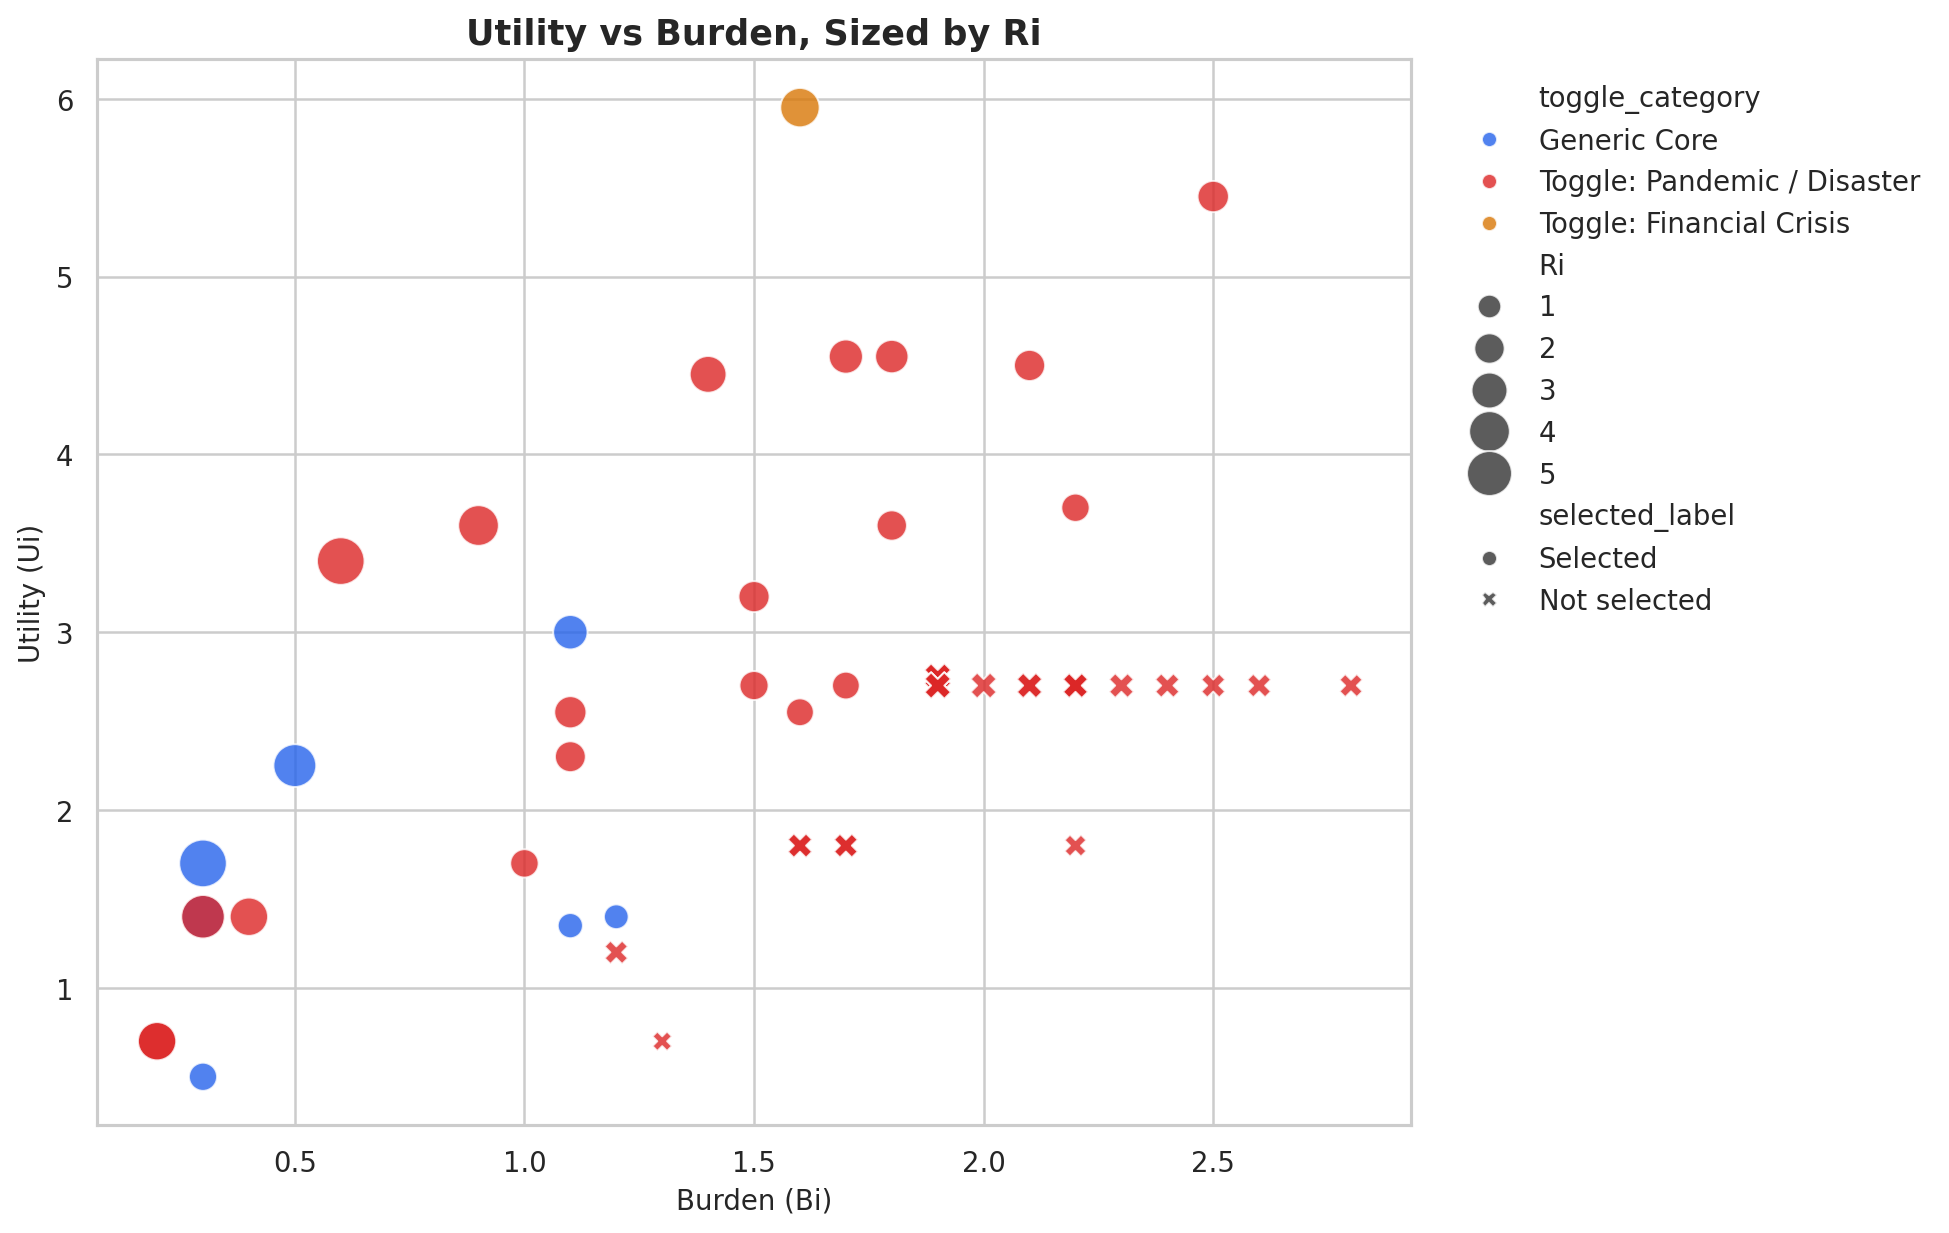 Utility vs Burden, Sized by Ri
6
5
4
3
2
1
Utility (Ui)
0.5
1.0
1.5
2.0
2.5
Burden (Bi)
toggle_category
Generic Core
Toggle: Pandemic / Disaster
Toggle: Financial Crisis
Ri
1
2
3
4
5
selected_label
Selected
Not selected